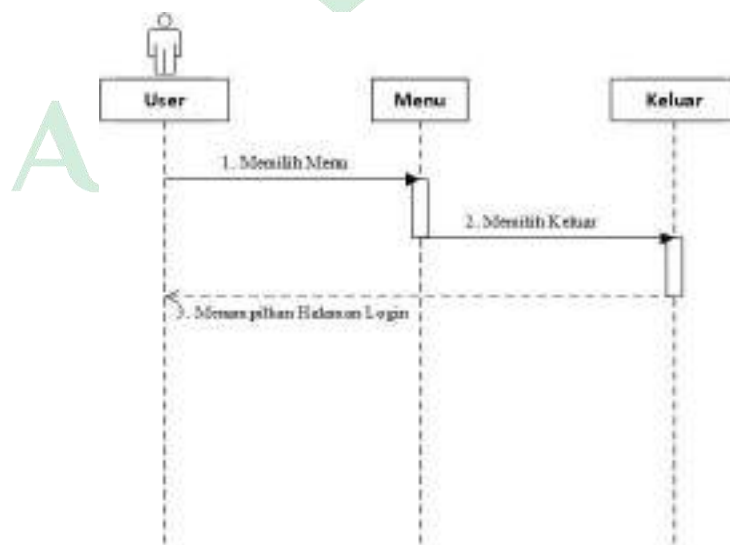 User
Menu
Keluar
A
1. Memilih Menu
2. Memilih Keluar
3. Menampilkan Halaman Login